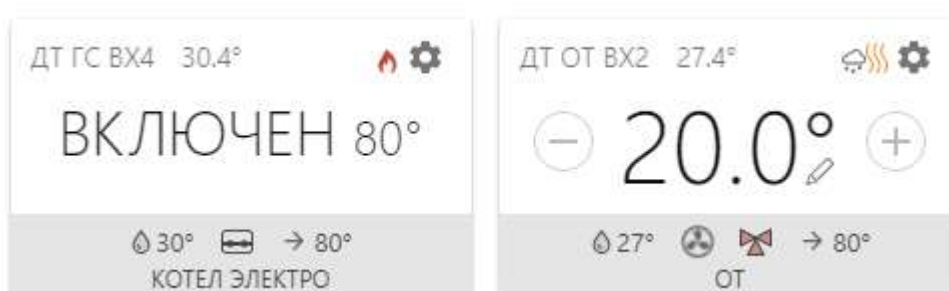 ДТ ГС ВХ4 30.4°
ВКЛЮЧЕН 80°
30° → 80°
КОТЕЛ ЭЛЕКТРО
ДТ ОТ ВХ2 27.4°
− 20.0° +
27° → 80°
ОТ